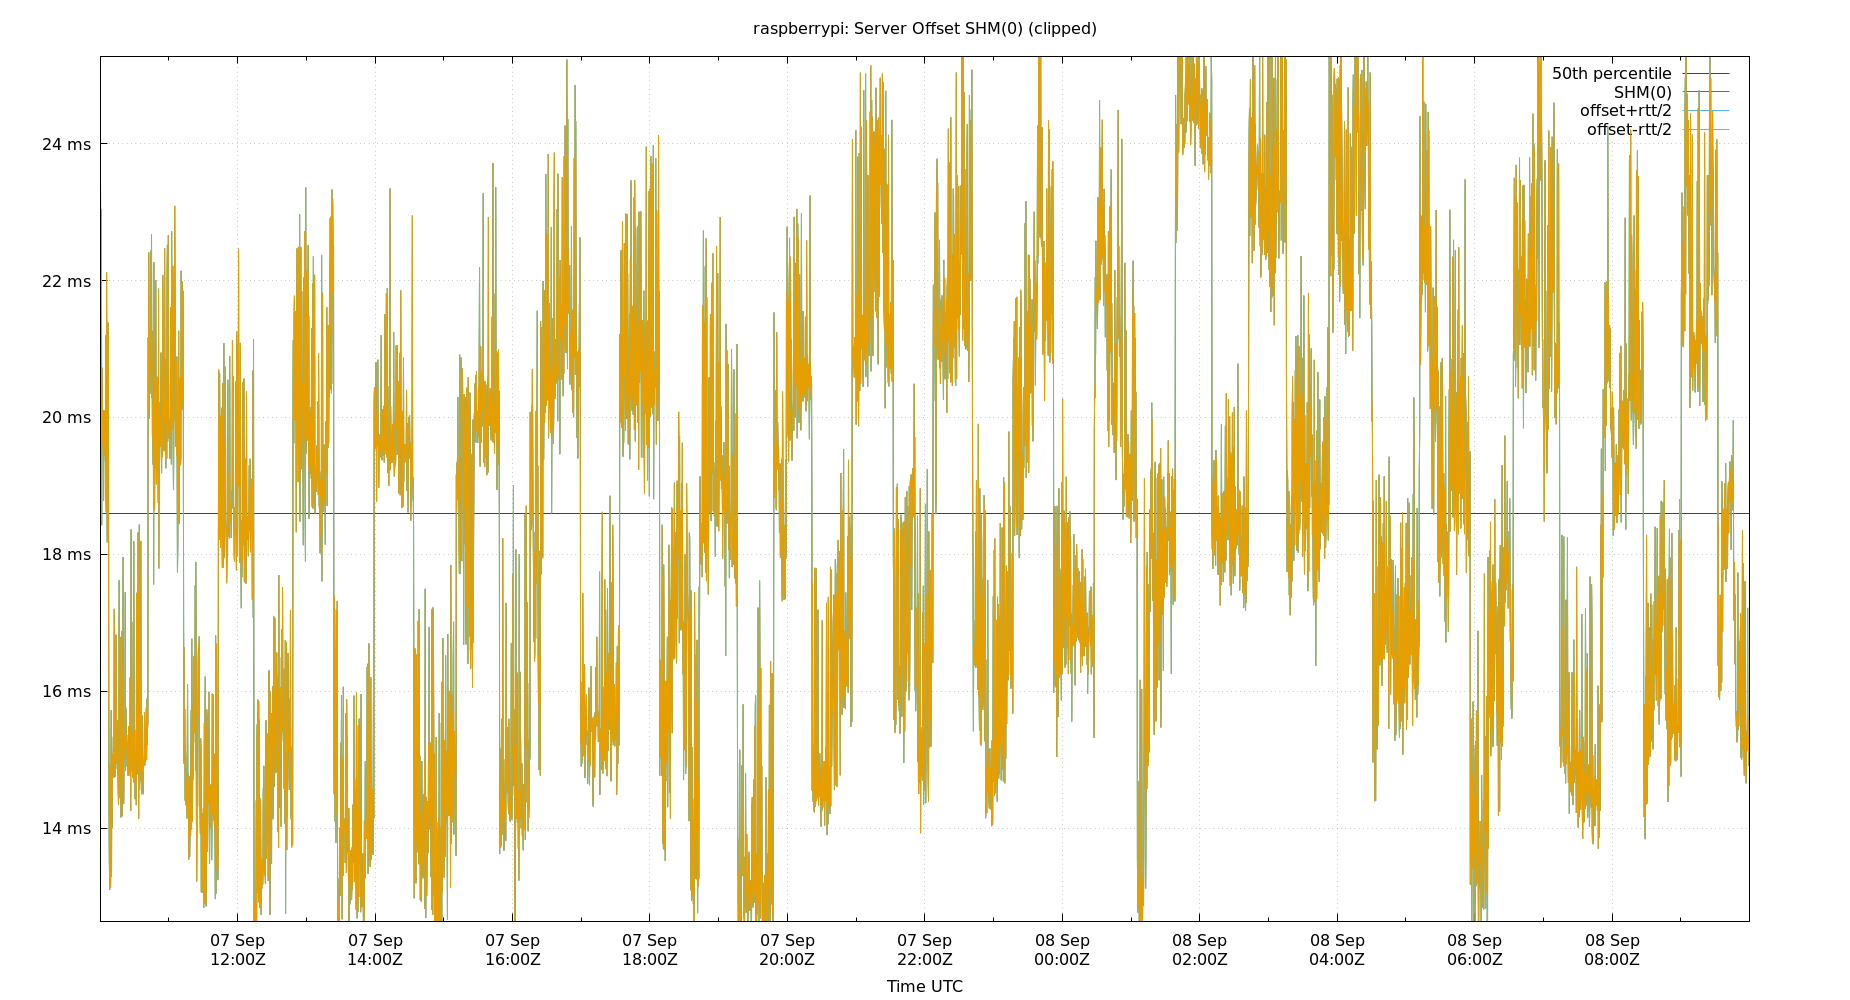 raspberrypi: Server Offset SHM(0) (clipped)
50th percentile
SHM(0)
offset+rtt/2
offset-rtt/2
24 ms
22 ms
20 ms
18 ms
16 ms
14 ms
07 Sep 07 Sep 07 Sep 07 Sep 07 Sep 07 Sep 08 Sep 08 Sep 08 Sep 08 Sep 08 Sep
12:00Z 14:00Z 16:00Z 18:00Z 20:00Z 22:00Z 00:00Z 02:00Z 04:00Z 06:00Z 08:00Z
Time UTC